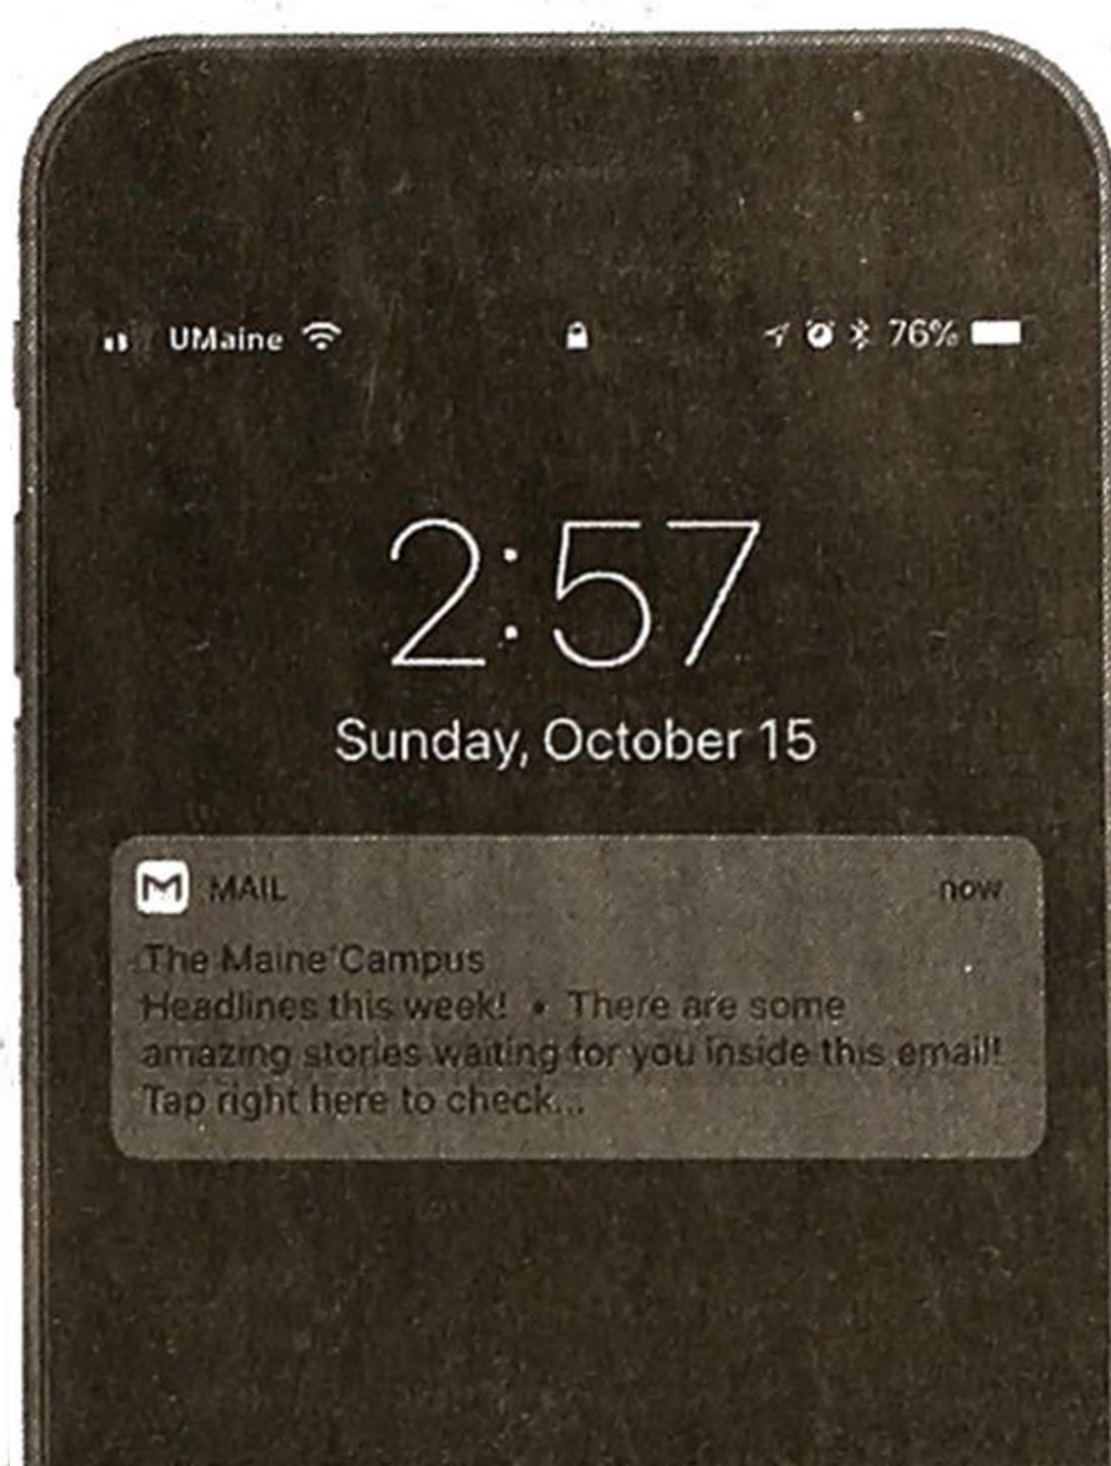 UMaine 76%
2:57
Sunday, October 15
MAIL now
The Maine Campus
Headlines this week! • There are some
amazing stories waiting for you inside this email!
Tap right here to check...